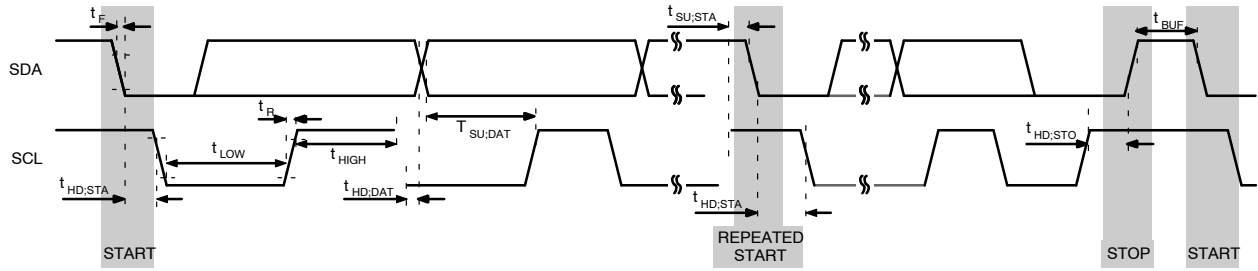 tF
tSU;STA
tBUF
SDA
tR
TSU;DAT
tHD;STO
SCL
tLOW
tHIGH
tHD;STA
tHD;DAT
tHD;STA
START
REPEATED
START
STOP
START